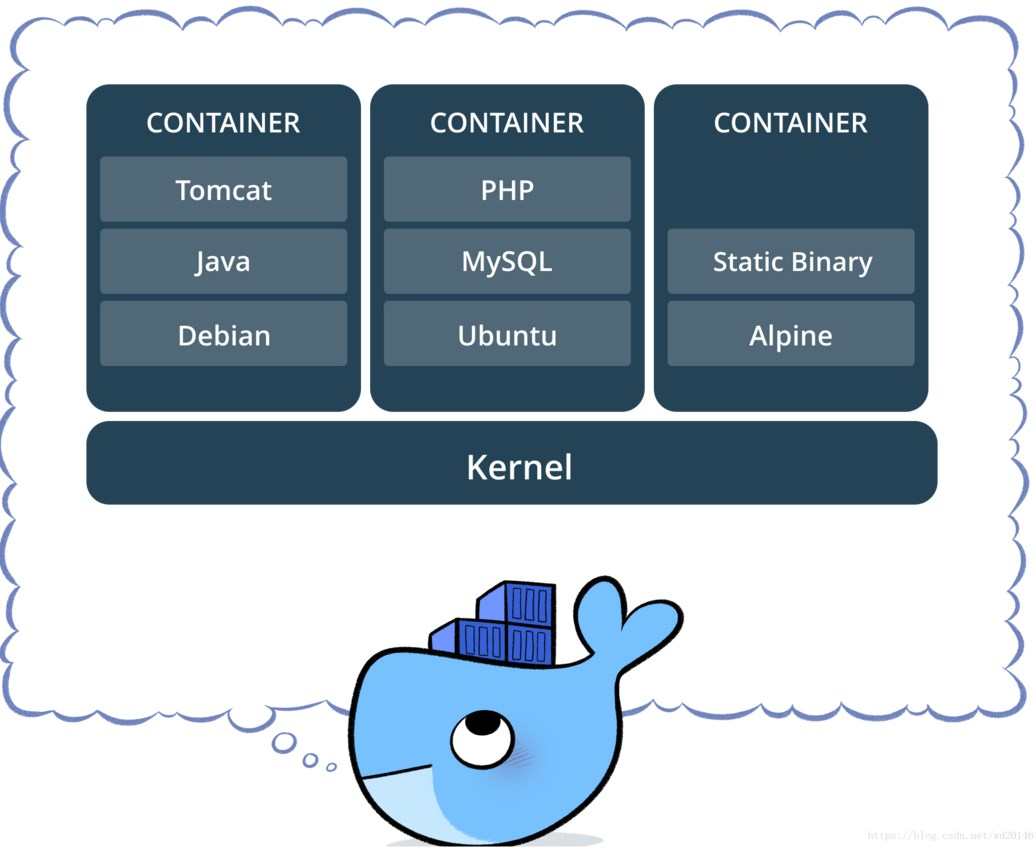 CONTAINER
Tomcat
Java
Debian
CONTAINER
PHP
MySQL
Ubuntu
CONTAINER
Static Binary
Alpine
Kernel
https://blog.csdn.net/wd20146